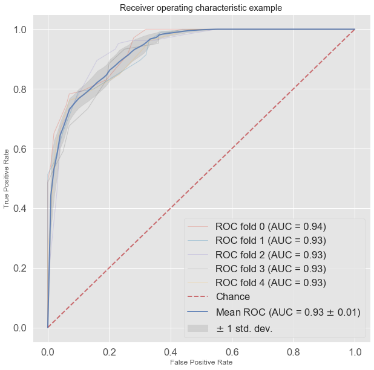 Receiver operating characteristic example
True Positive Rate
1.0
0.8
0.6
0.4
0.2
0.0
ROC fold 0 (AUC = 0.94)
ROC fold 1 (AUC = 0.93)
ROC fold 2 (AUC = 0.93)
ROC fold 3 (AUC = 0.93)
ROC fold 4 (AUC = 0.93)
Chance
Mean ROC (AUC = 0.93 ± 0.01)
± 1 std. dev.
0.0 0.2 0.4 0.6 0.8 1.0
False Positive Rate